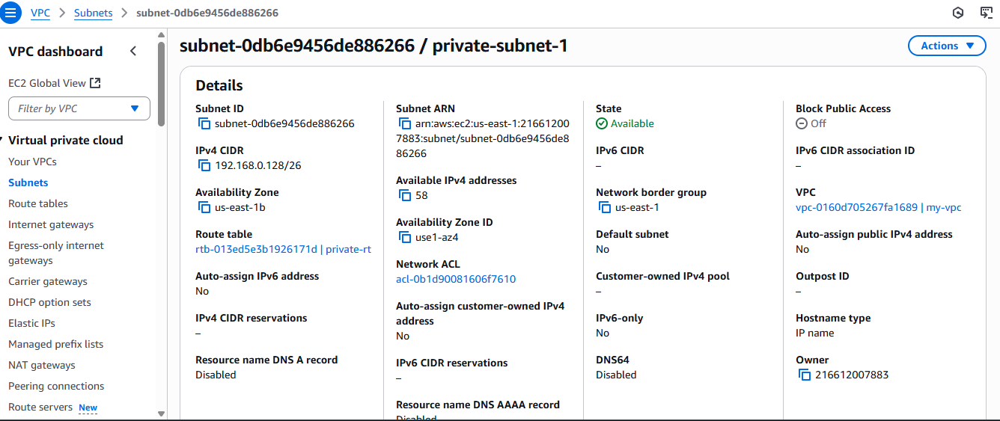 VPC > Subnets > subnet-0db6e9456de886266
VPC dashboard
EC2 Global View
Filter by VPC
Virtual private cloud
Your VPCs
Subnets
Route tables
Internet gateways
Egress-only internet
gateways
Carrier gateways
DHCP option sets
Elastic IPs
Managed prefix lists
NAT gateways
Peering connections
Route servers New
subnet-0db6e9456de886266 / private-subnet-1
Actions
Details
Subnet ID
subnet-0db6e9456de886266
IPv4 CIDR
192.168.0.128/26
Availability Zone
us-east-1b
Route table
rtb-013ed5e3b1926171d | private-rt
Auto-assign IPv6 address
No
IPv4 CIDR reservations
–
Resource name DNS A record
Disabled
Subnet ARN
arn:aws:ec2:us-east-1:21661200
7883:subnet/subnet-0db6e9456de8
86266
Available IPv4 addresses
58
Availability Zone ID
use1-az4
Network ACL
acl-0b1d90081606f7610
Auto-assign customer-owned IPv4
address
No
IPv6 CIDR reservations
–
Resource name DNS AAAA record
Disabled
State
Available
IPv6 CIDR
–
Network border group
us-east-1
Default subnet
No
Customer-owned IPv4 pool
–
IPv6-only
No
DNS64
Disabled
Block Public Access
Off
IPv6 CIDR association ID
–
VPC
vpc-0160d705267fa1689 | my-vpc
Auto-assign public IPv4 address
No
Outpost ID
–
Hostname type
IP name
Owner
216612007883